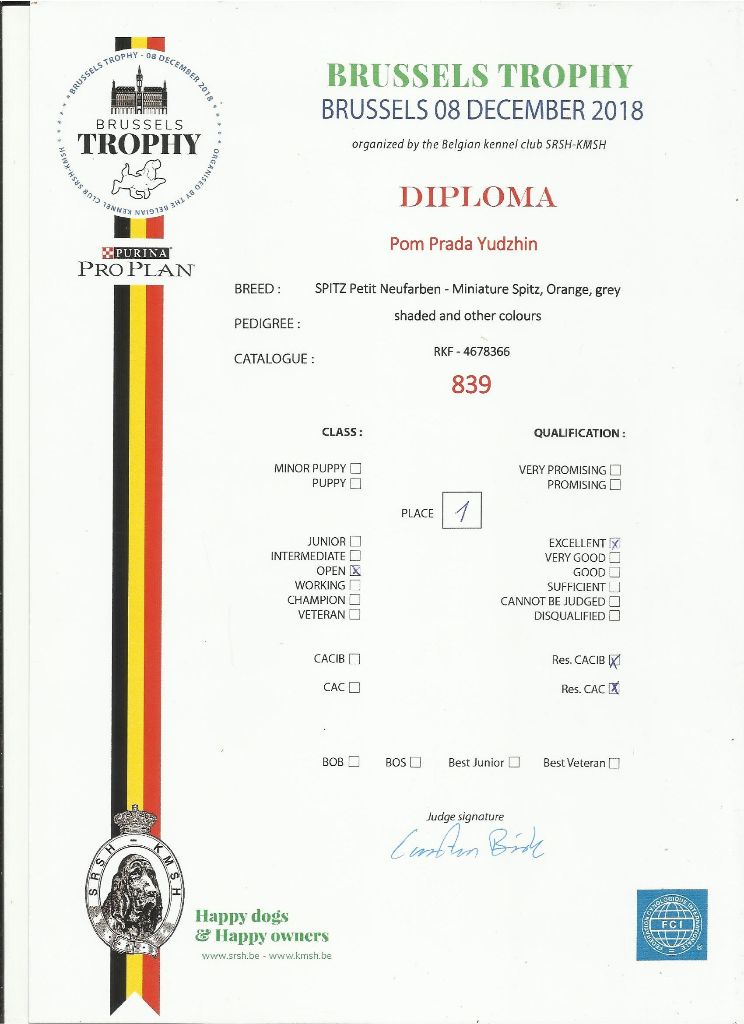 BRUSSELS TROPHY - 08 DECEMBER 2018
BRUSSELS
TROPHY
ORGANISED BY THE BELGIAN KENNEL CLUB SRSH-KMSH
PURINA
PRO PLAN
BRUSSELS TROPHY
BRUSSELS 08 DECEMBER 2018
organized by the Belgian kennel club SRSH-KMSH
DIPLOMA
Pom Prada Yudzhin
BREED : SPITZ Petit Neufarben - Miniature Spitz, Orange, grey
shaded and other colours
PEDIGREE :
RKF - 4678366
CATALOGUE :
839
CLASS : QUALIFICATION :
MINOR PUPPY VERY PROMISING
PUPPY PROMISING
PLACE 1
JUNIOR EXCELLENT X
INTERMEDIATE VERY GOOD
OPEN X GOOD
WORKING SUFFICIENT
CHAMPION CANNOT BE JUDGED
VETERAN DISQUALIFIED
CACIB Res. CACIB X
CAC Res. CAC X
BOB BOS Best Junior Best Veteran
Judge signature
SRSH - KMSH
Happy dogs
& Happy owners
www.srsh.be - www.kmsh.be
FEDERATION CYNOLOGIQUE INTERNATIONALE
FCI